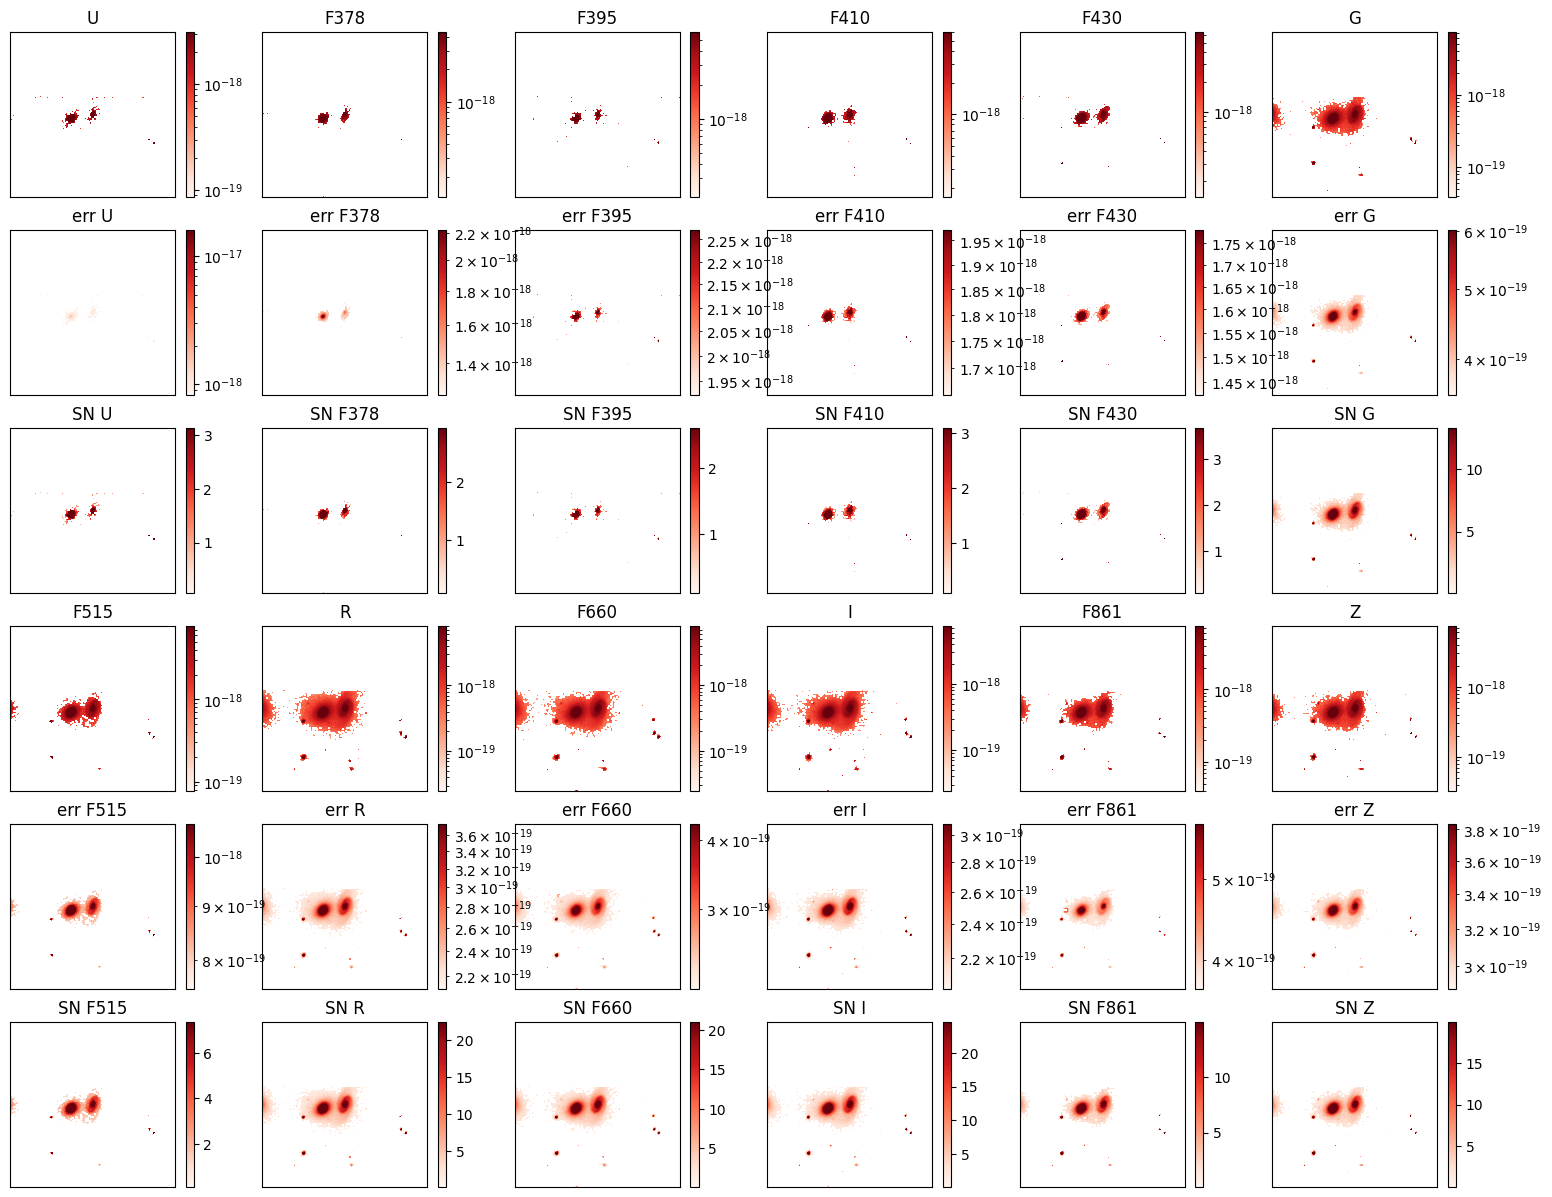 U F378 F395 F410 F430 G
10⁻¹⁸ 10⁻¹⁸ 10⁻¹⁸ 10⁻¹⁸ 10⁻¹⁸ 10⁻¹⁸
10⁻¹⁹ 10⁻¹⁹
err U err F378 err F395 err F410 err F430 err G
10⁻¹⁷
10⁻¹⁸
2.2 × 10⁻¹⁸
2 × 10⁻¹⁸
1.8 × 10⁻¹⁸
1.6 × 10⁻¹⁸
1.4 × 10⁻¹⁸
2.25 × 10⁻¹⁸
2.2 × 10⁻¹⁸
2.15 × 10⁻¹⁸
2.1 × 10⁻¹⁸
2.05 × 10⁻¹⁸
2 × 10⁻¹⁸
1.95 × 10⁻¹⁸
1.95 × 10⁻¹⁸
1.9 × 10⁻¹⁸
1.85 × 10⁻¹⁸
1.8 × 10⁻¹⁸
1.75 × 10⁻¹⁸
1.7 × 10⁻¹⁸
1.75 × 10⁻¹⁸
1.7 × 10⁻¹⁸
1.65 × 10⁻¹⁸
1.6 × 10⁻¹⁸
1.55 × 10⁻¹⁸
1.5 × 10⁻¹⁸
1.45 × 10⁻¹⁸
6 × 10⁻¹⁹
5 × 10⁻¹⁹
4 × 10⁻¹⁹
SN U SN F378 SN F395 SN F410 SN F430 SN G
3
2
1
2
1
2
1
3
2
1
3
2
1
10
5
F515 R F660 I F861 Z
10⁻¹⁸ 10⁻¹⁸ 10⁻¹⁸ 10⁻¹⁸ 10⁻¹⁸ 10⁻¹⁸
10⁻¹⁹ 10⁻¹⁹ 10⁻¹⁹ 10⁻¹⁹ 10⁻¹⁹ 10⁻¹⁹
err F515 err R err F660 err I err F861 err Z
10⁻¹⁸
9 × 10⁻¹⁹
8 × 10⁻¹⁹
3.6 × 10⁻¹⁹
3.4 × 10⁻¹⁹
3.2 × 10⁻¹⁹
3 × 10⁻¹⁹
2.8 × 10⁻¹⁹
2.6 × 10⁻¹⁹
2.4 × 10⁻¹⁹
2.2 × 10⁻¹⁹
4 × 10⁻¹⁹
3 × 10⁻¹⁹
3 × 10⁻¹⁹
2.8 × 10⁻¹⁹
2.6 × 10⁻¹⁹
2.4 × 10⁻¹⁹
2.2 × 10⁻¹⁹
5 × 10⁻¹⁹
4 × 10⁻¹⁹
3.8 × 10⁻¹⁹
3.6 × 10⁻¹⁹
3.4 × 10⁻¹⁹
3.2 × 10⁻¹⁹
3 × 10⁻¹⁹
SN F515 SN R SN F660 SN I SN F861 SN Z
6
4
2
20
15
10
5
20
15
10
5
20
15
10
5
10
5
15
10
5